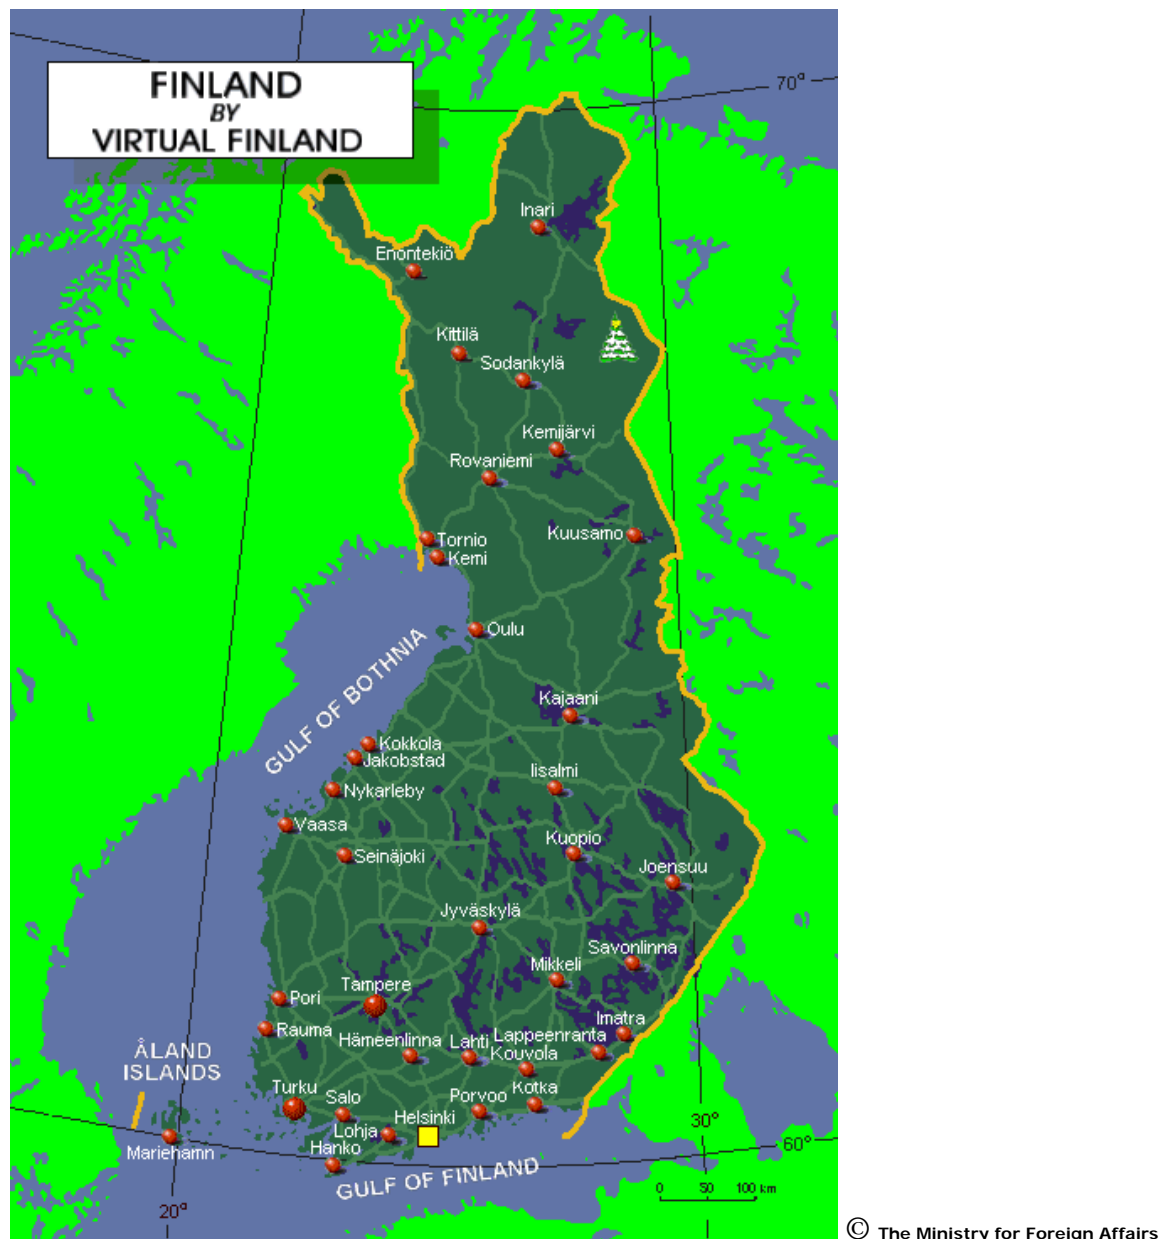 FINLAND
BY
VIRTUAL FINLAND
70°
Inari
Enontekiö
Kittilä
Sodankylä
Kemijärvi
Rovaniemi
Kuusamo
Tornio
Kemi
Oulu
GULF OF BOTHNIA
Kajaani
Kokkola
Jakobstad
Iisalmi
Nykarleby
Vaasa
Kuopio
Seinäjoki
Joensuu
Jyväskylä
Savonlinna
Mikkeli
Tampere
Pori
Imatra
Rauma
Hämeenlinna
Lahti
Lappeenranta
Kouvola
ÅLAND
ISLANDS
Turku
Salo
Porvoo
Kotka
Helsinki
Lohja
30°
60°
Mariehamn
Hanko
GULF OF FINLAND
0 50 100 km
20°
© The Ministry for Foreign Affairs